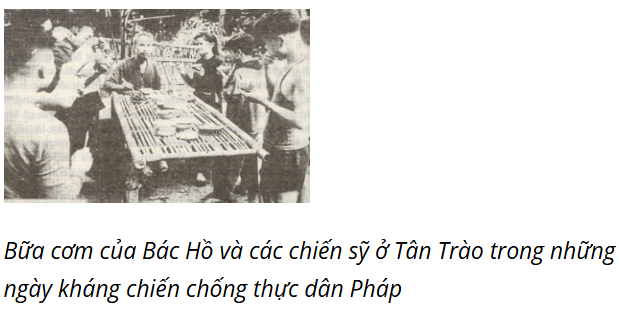 Bữa cơm của Bác Hồ và các chiến sỹ ở Tân Trào trong những
ngày kháng chiến chống thực dân Pháp